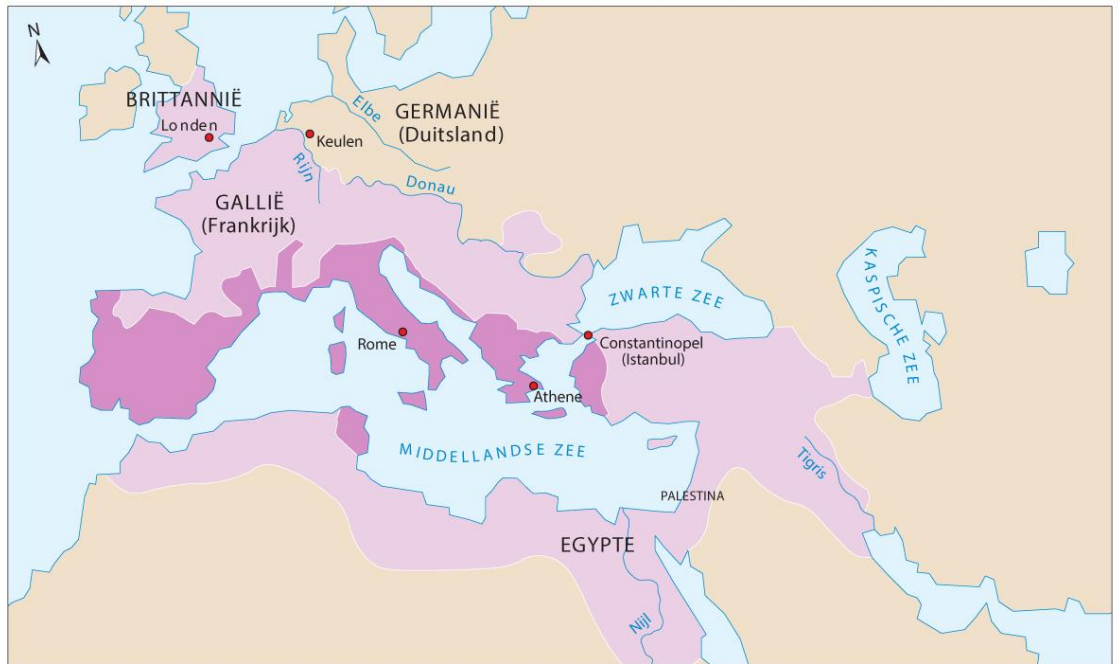 N
BRITTANNIË
Londen
Elbe
GERMANIË
(Duitsland)
Keulen
Rijn
Donau
GALLIË
(Frankrijk)
KASPISCHE ZEE
ZWARTE ZEE
Rome
Constantinopel
(Istanbul)
Athene
MIDDELLANDSE ZEE
Tigris
PALESTINA
EGYPTE
Nijl